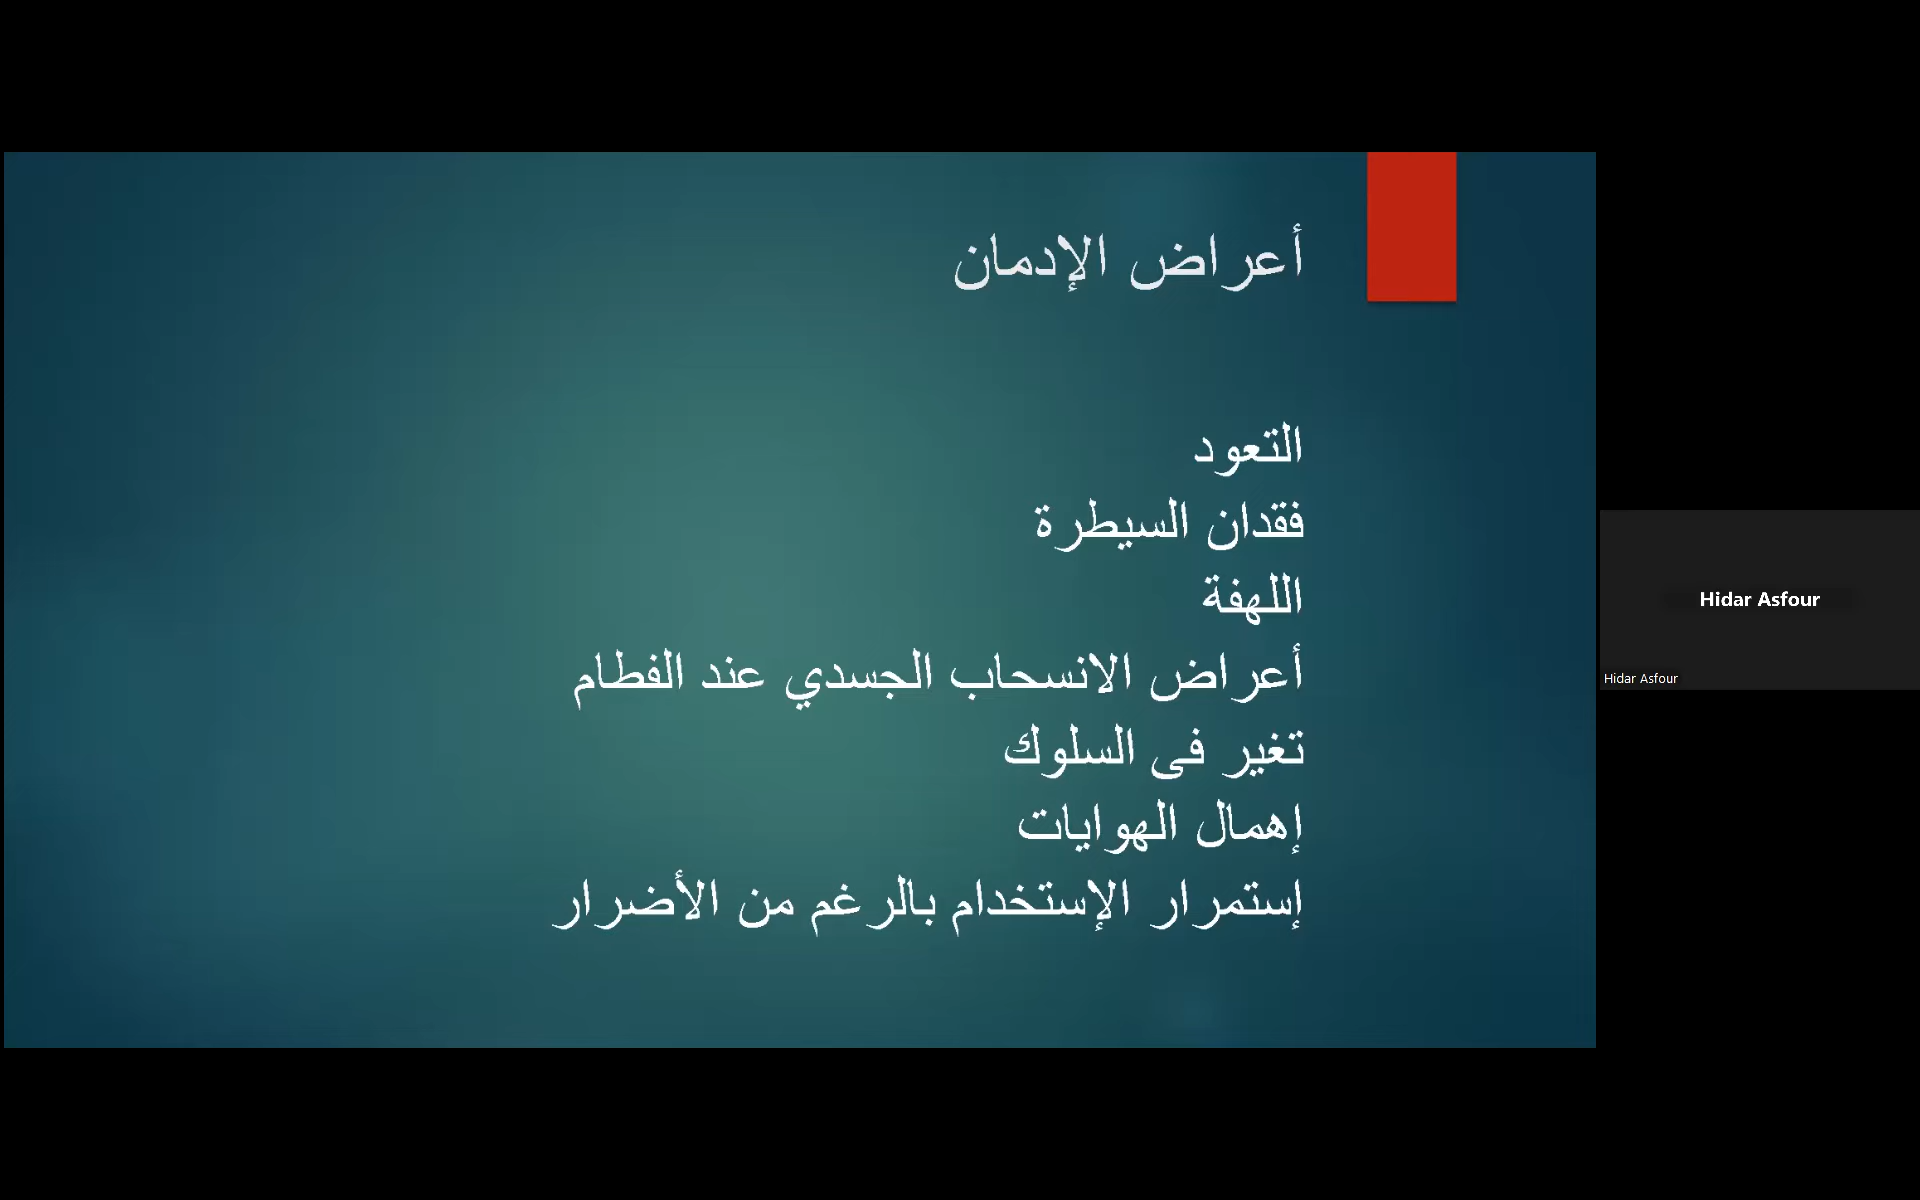 أعراض الإدمان
التعود
فقدان السيطرة
اللهفة
أعراض الانسحاب الجسدي عند الفطام
تغير فى السلوك
إهمال الهوايات
إستمرار الإستخدام بالرغم من الأضرار
Hidar Asfour
Hidar Asfour